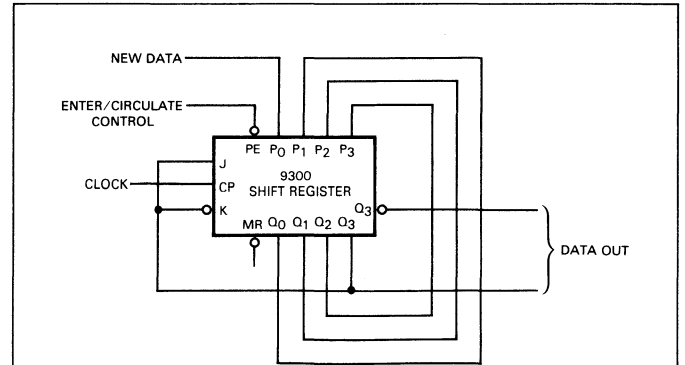 NEW DATA
ENTER/CIRCULATE
CONTROL
PE P0 P1 P2 P3
J
9300
SHIFT REGISTER
CLOCK
CP
K
Q3
MR Q0 Q1 Q2 Q3
DATA OUT